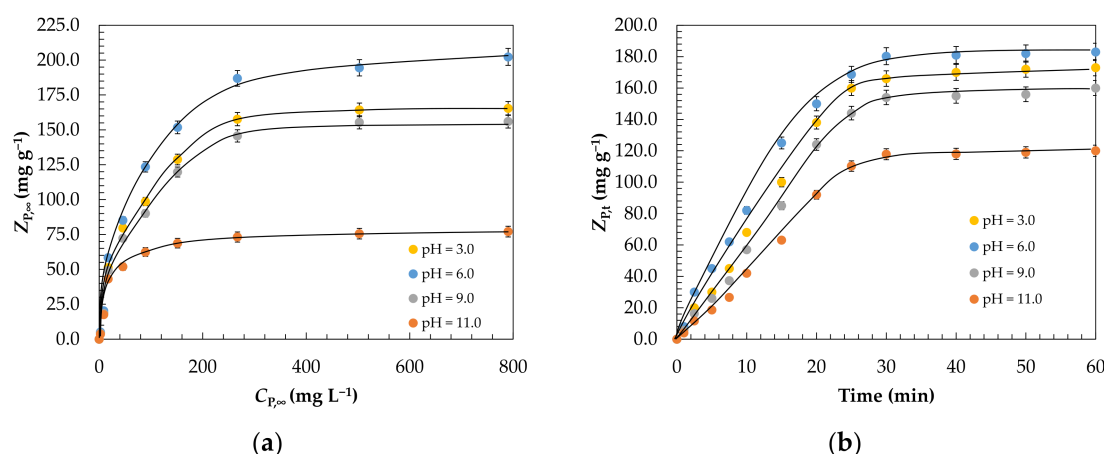 225.0
200.0
175.0
150.0
125.0
100.0
75.0
50.0
25.0
0.0
Z_P,∞ (mg g⁻¹)
pH = 3.0
pH = 6.0
pH = 9.0
pH = 11.0
0 200 400 600 800
C_P,∞ (mg L⁻¹)
(a)
200.0
180.0
160.0
140.0
120.0
100.0
80.0
60.0
40.0
20.0
0.0
Z_P,t (mg g⁻¹)
pH = 3.0
pH = 6.0
pH = 9.0
pH = 11.0
0 10 20 30 40 50 60
Time (min)
(b)